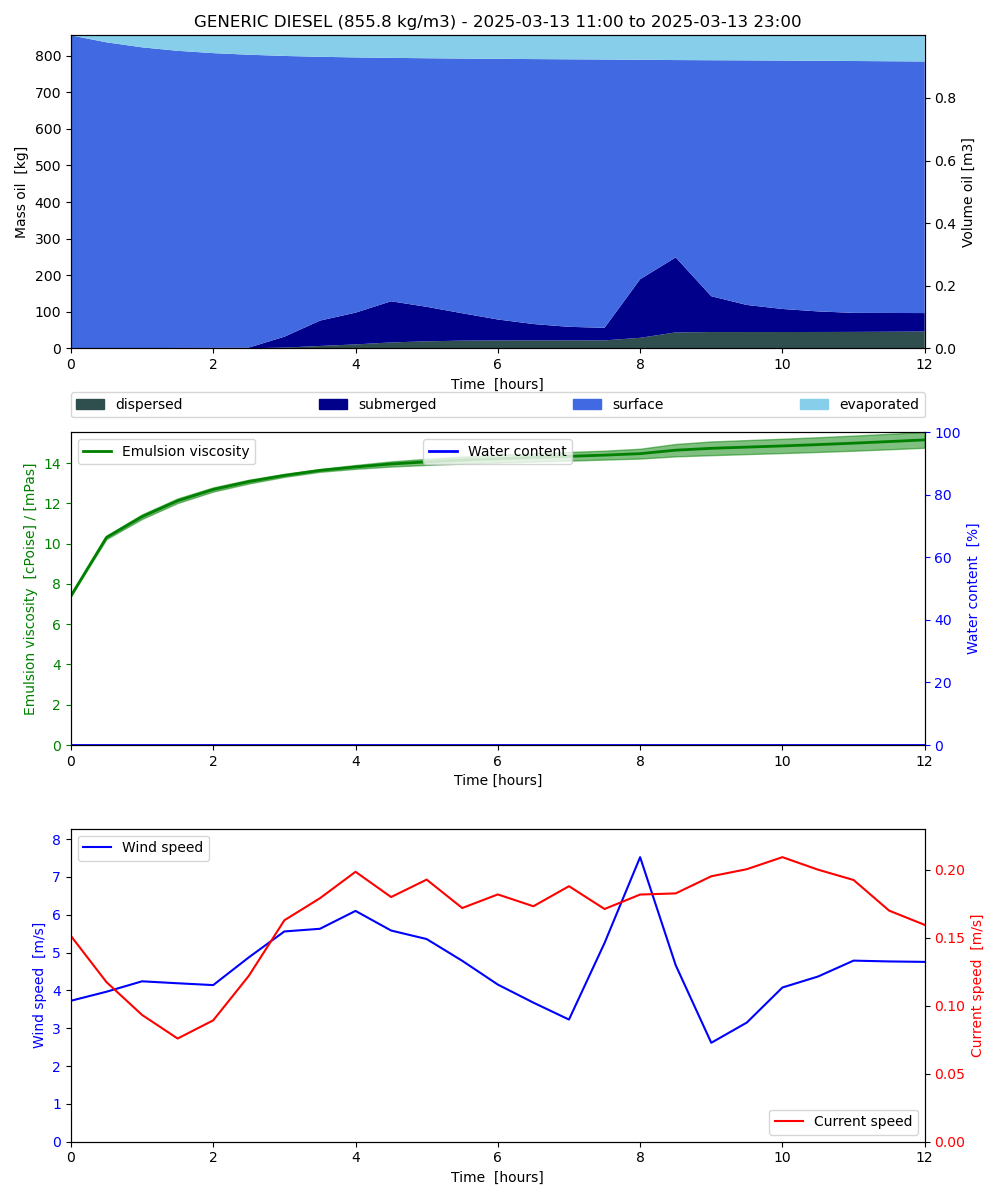 GENERIC DIESEL (855.8 kg/m3) - 2025-03-13 11:00 to 2025-03-13 23:00
800
700
600
500
400
300
200
100
0
Mass oil  [kg]
0.8
0.6
0.4
0.2
0.0
Volume oil [m3]
0 2 4 6 8 10 12
Time  [hours]
dispersed submerged surface evaporated
Emulsion viscosity
Water content
14
12
10
8
6
4
2
0
Emulsion viscosity  [cPoise] / [mPas]
100
80
60
40
20
0
Water content  [%]
0 2 4 6 8 10 12
Time [hours]
Wind speed
8
7
6
5
4
3
2
1
0
Wind speed  [m/s]
0.20
0.15
0.10
0.05
0.00
Current speed  [m/s]
Current speed
0 2 4 6 8 10 12
Time  [hours]